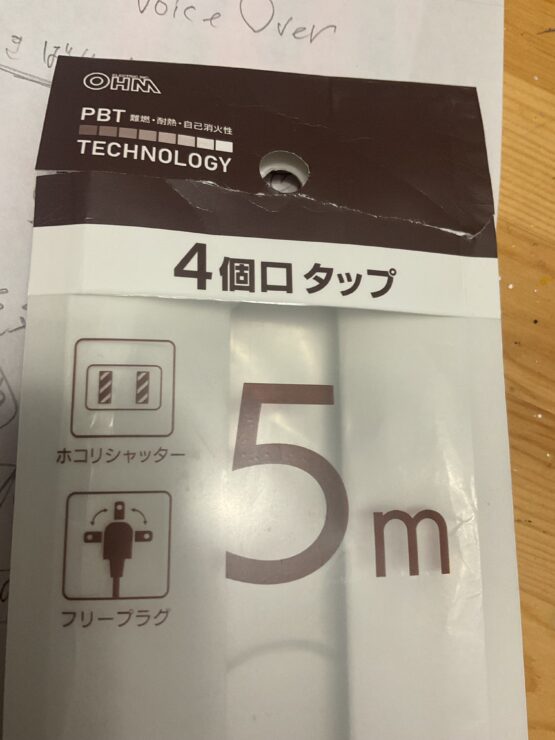 Voice Over
OHM
PBT 難燃・耐熱・自己消火性
TECHNOLOGY
4個口 タップ
5m
ホコリシャッター
フリープラグ